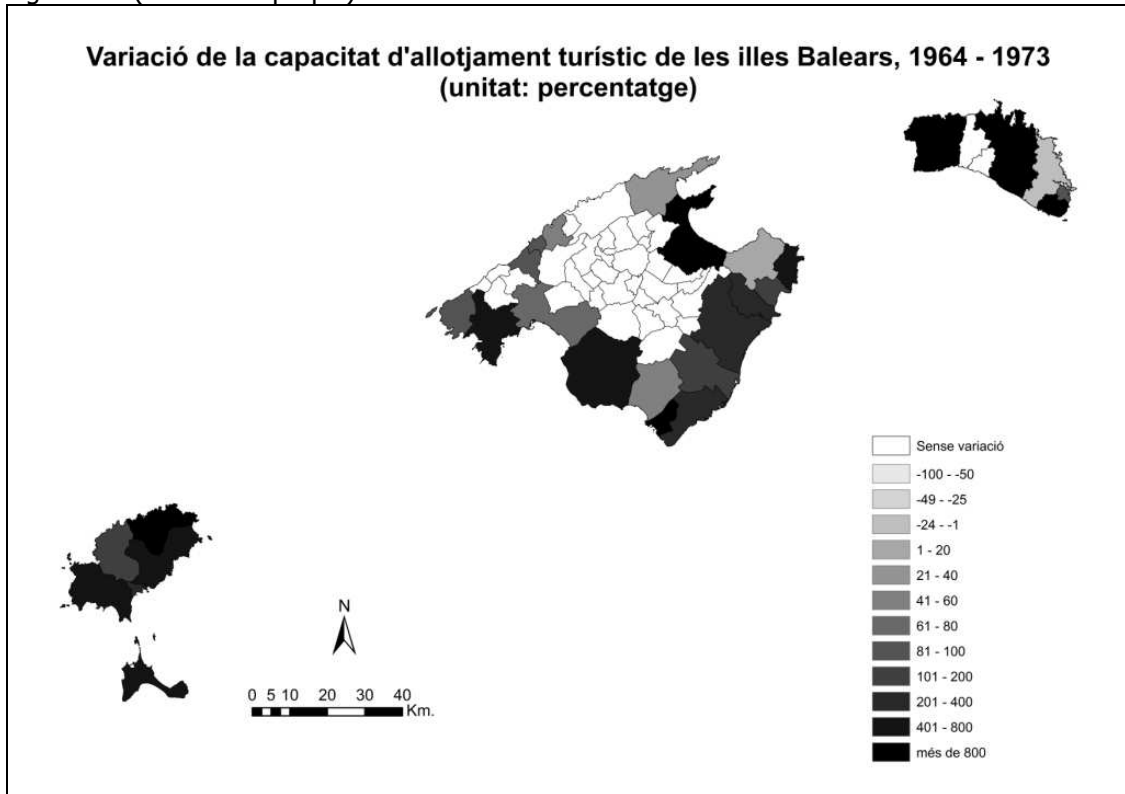 Variació de la capacitat d'allotjament turístic de les illes Balears, 1964 - 1973
(unitat: percentatge)
Sense variació
-100 - -50
-49 - -25
-24 - -1
1 - 20
21 - 40
41 - 60
61 - 80
81 - 100
101 - 200
201 - 400
401 - 800
més de 800
N
0 5 10 20 30 40
Km.